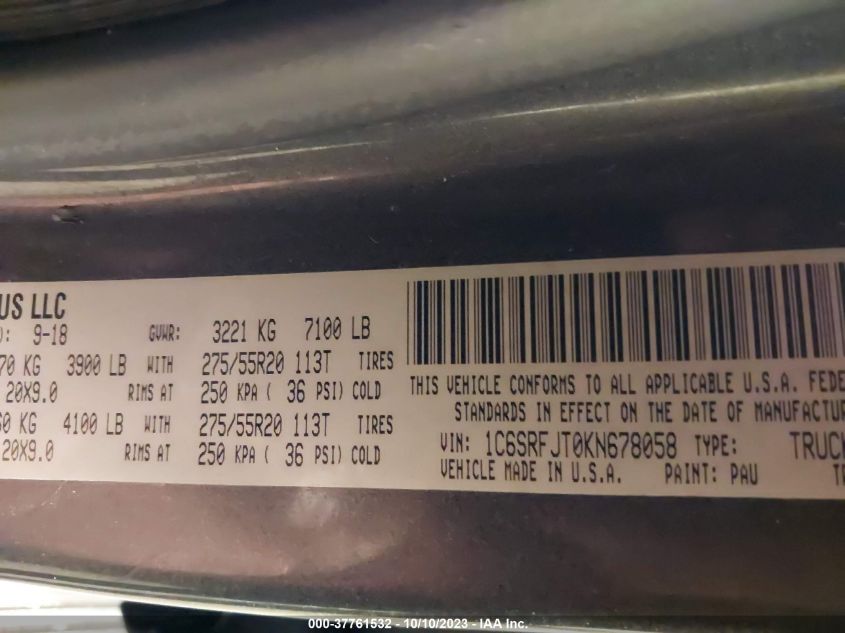 US LLC
): 9-18 GVWR: 3221 KG 7100 LB
70 KG 3900 LB WITH 275/55R20 113T TIRES
20X9.0 RIMS AT 250 KPA ( 36 PSI) COLD
60 KG 4100 LB WITH 275/55R20 113T TIRES
20X9.0 RIMS AT 250 KPA ( 36 PSI) COLD
THIS VEHICLE CONFORMS TO ALL APPLICABLE U.S.A. FEDE
STANDARDS IN EFFECT ON THE DATE OF MANUFACTUR
VIN: 1C6SRFJT0KN678058 TYPE: TRUCK
VEHICLE MADE IN U.S.A. PAINT: PAU
000-37761532 - 10/10/2023 - IAA Inc.